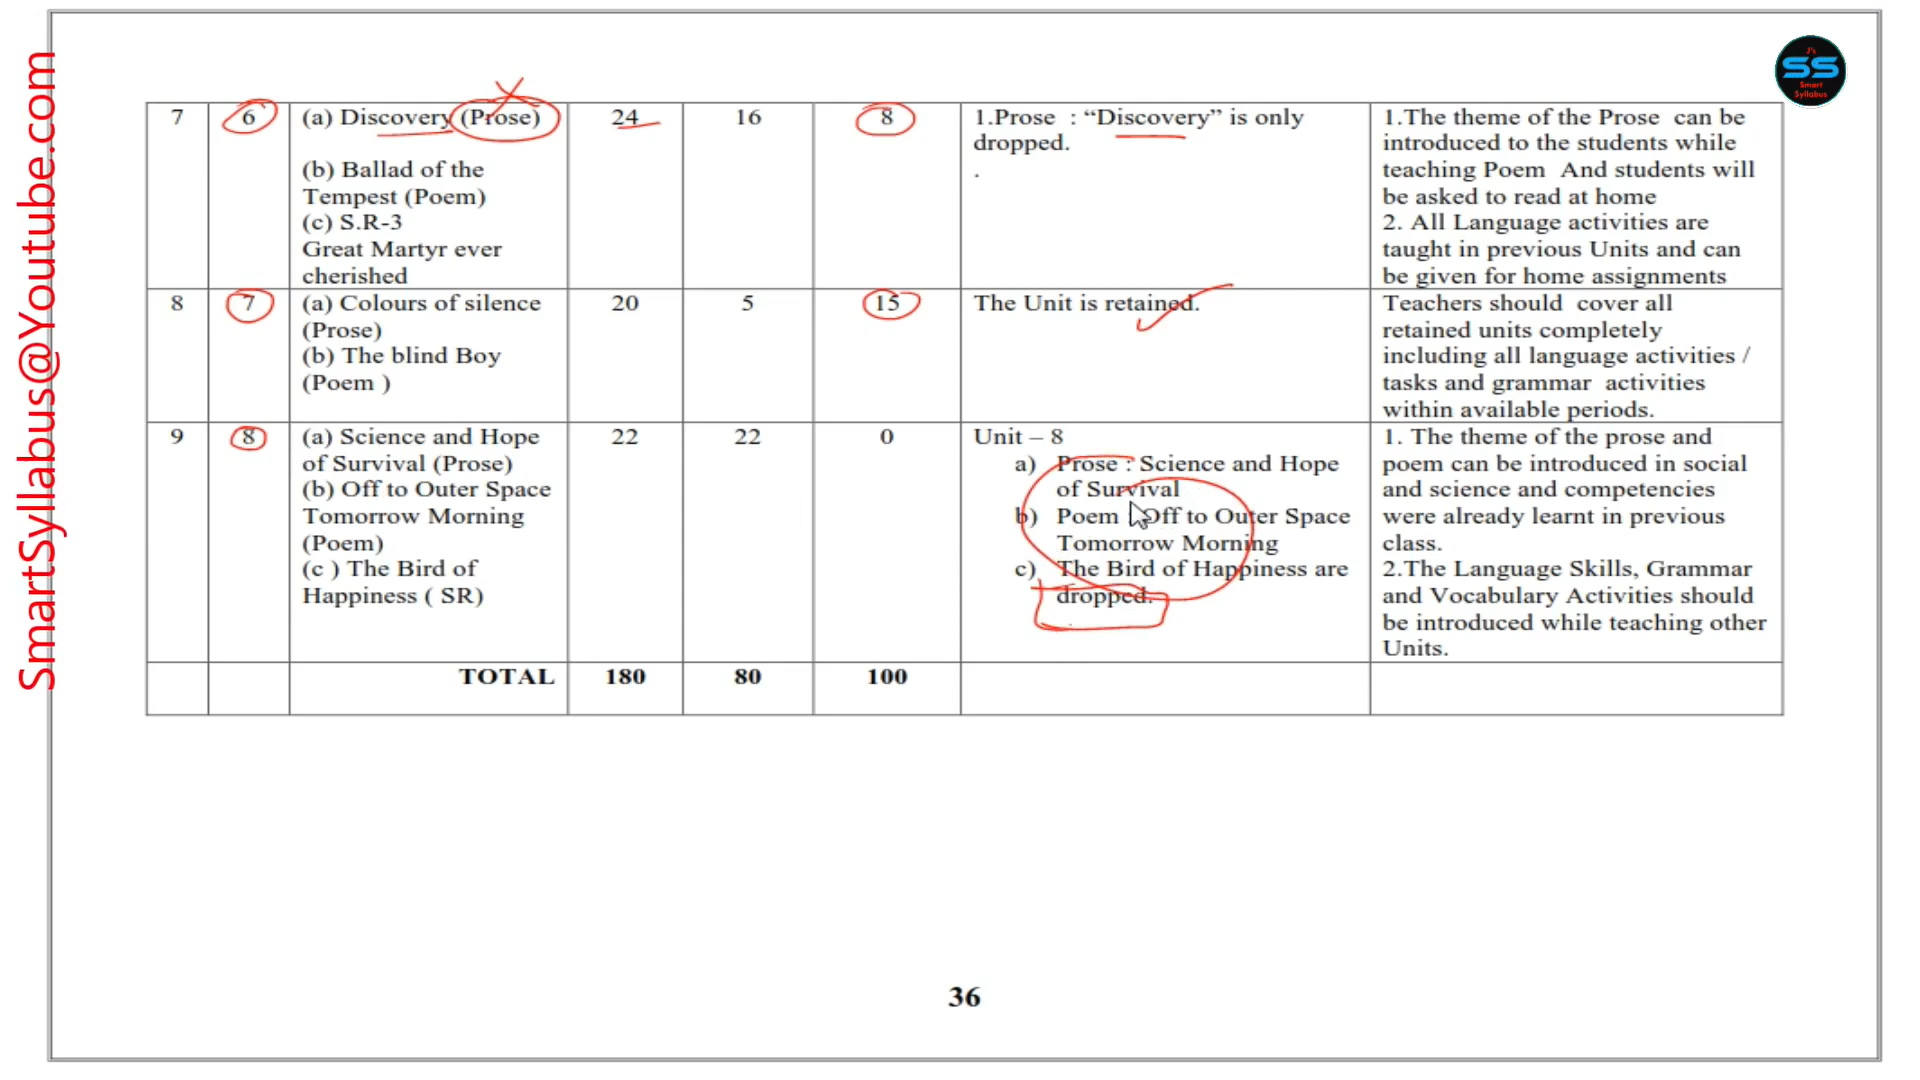 SmartSyllabus@Youtube.com
J's
SS
Smart
Syllabus
7 6 (a) Discovery (Prose) 24 16 8 1.Prose : “Discovery” is only 1.The theme of the Prose can be
dropped. introduced to the students while
(b) Ballad of the . teaching Poem And students will
Tempest (Poem) be asked to read at home
(c) S.R-3 2. All Language activities are
Great Martyr ever taught in previous Units and can
cherished be given for home assignments
8 7 (a) Colours of silence 20 5 15 The Unit is retained. Teachers should cover all
(Prose) retained units completely
(b) The blind Boy including all language activities /
(Poem ) tasks and grammar activities
within available periods.
9 8 (a) Science and Hope 22 22 0 Unit – 8 1. The theme of the prose and
of Survival (Prose) a) Prose : Science and Hope poem can be introduced in social
(b) Off to Outer Space of Survival and science and competencies
Tomorrow Morning b) Poem Off to Outer Space were already learnt in previous
(Poem) Tomorrow Morning class.
(c ) The Bird of c) The Bird of Happiness are 2.The Language Skills, Grammar
Happiness ( SR) dropped. and Vocabulary Activities should
be introduced while teaching other
Units.
TOTAL 180 80 100
36